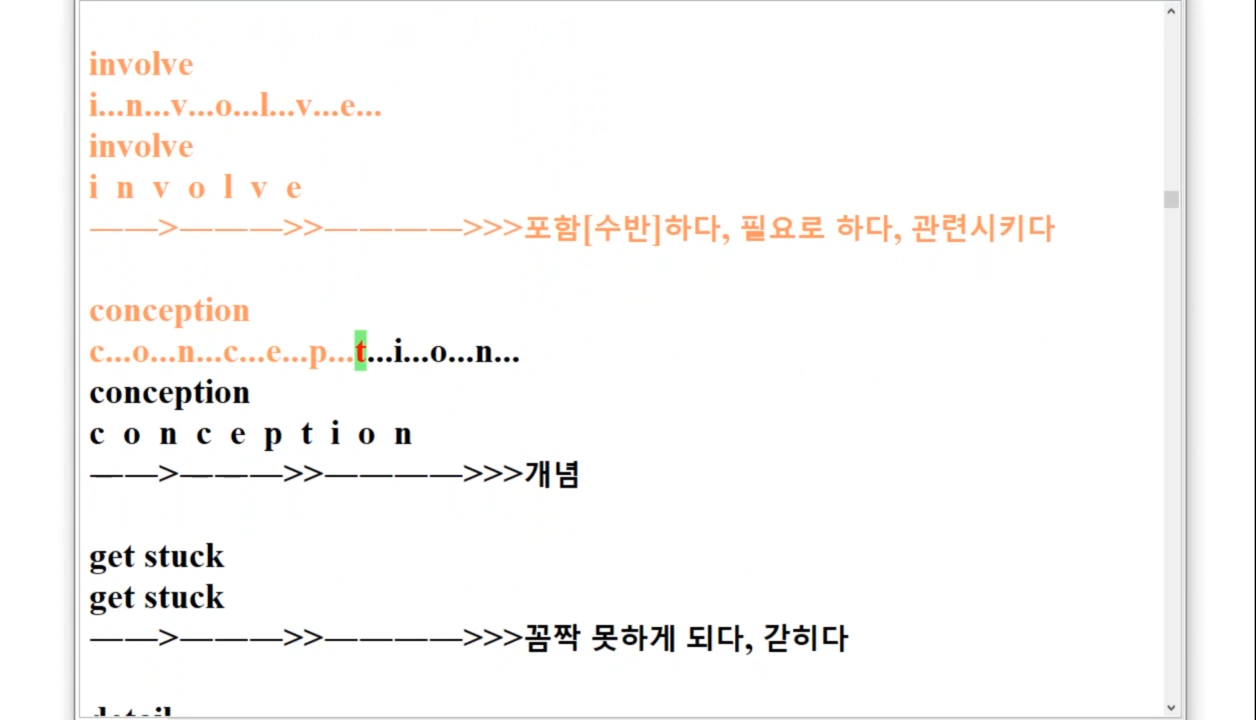 involve
i...n...v...o...l...v...e...
involve
i n v o l v e
——>———>>————>>>포함[수반]하다, 필요로 하다, 관련시키다
conception
c...o...n...c...e...p...t...i...o...n...
conception
c o n c e p t i o n
——>———>>————>>>개념
get stuck
get stuck
——>———>>————>>>꼼짝 못하게 되다, 갇히다
detail